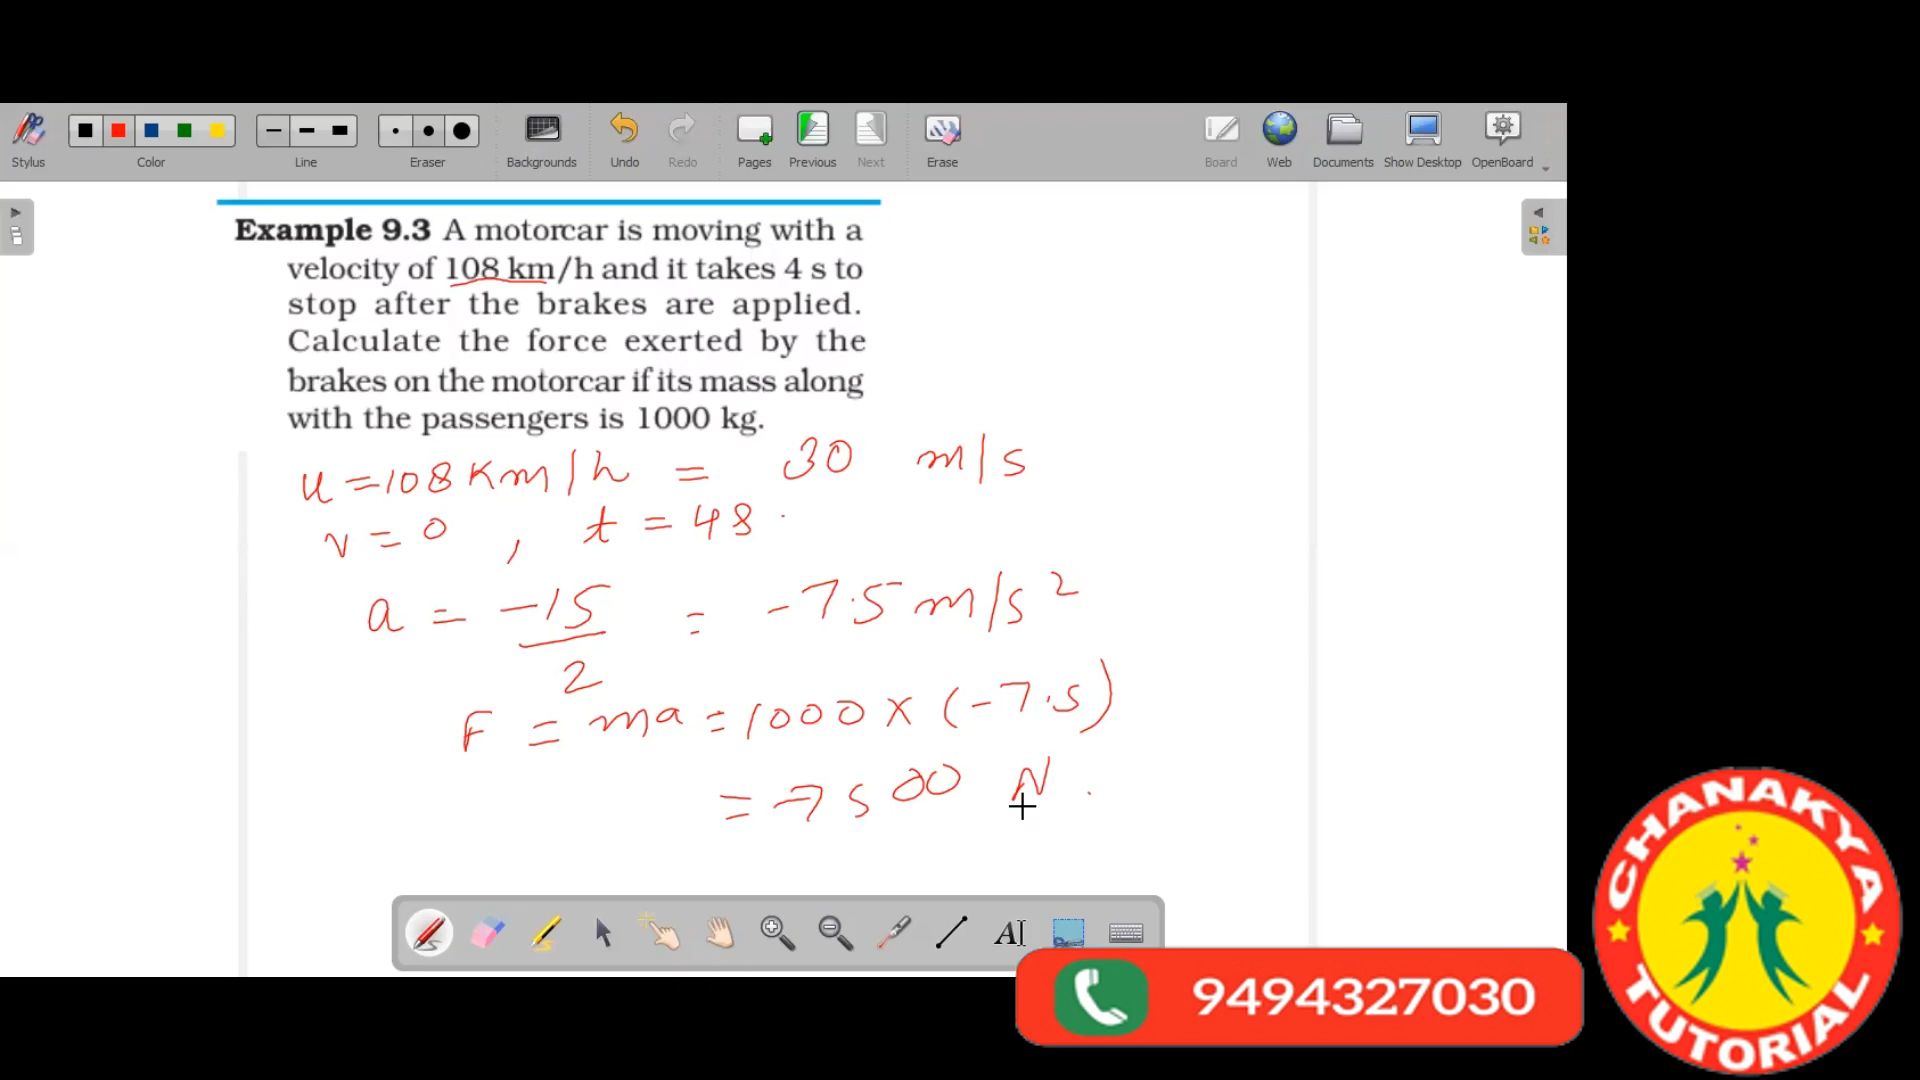 Stylus
Color
Line
Eraser
Backgrounds
Undo
Redo
Pages
Previous
Next
Erase
Board
Web
Documents
Show Desktop
OpenBoard
Example 9.3 A motorcar is moving with a
velocity of 108 km/h and it takes 4 s to
stop after the brakes are applied.
Calculate the force exerted by the
brakes on the motorcar if its mass along
with the passengers is 1000 kg.
u = 108 Km/h = 30 m/s
v = 0 , t = 4s.
a = -15/2 = -7.5 m/s²
F = ma = 1000 x (-7.5)
= -7500 N.
AI
9494327030
CHANAKYA
TUTORIAL